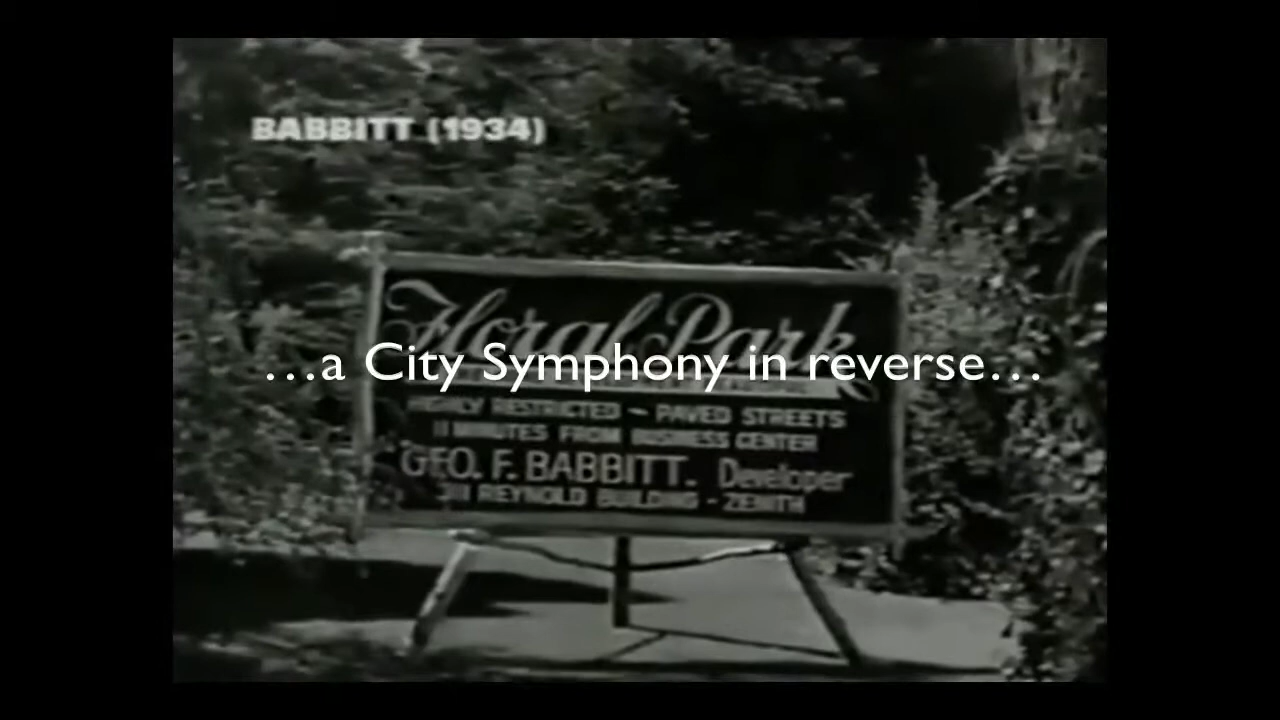 BABBITT (1934)
Floral Park
…a City Symphony in reverse…
HIGHLY RESTRICTED - PAVED STREETS
11 MINUTES FROM BUSINESS CENTER
GEO. F. BABBITT. Developer
311 REYNOLD BUILDING - ZENITH